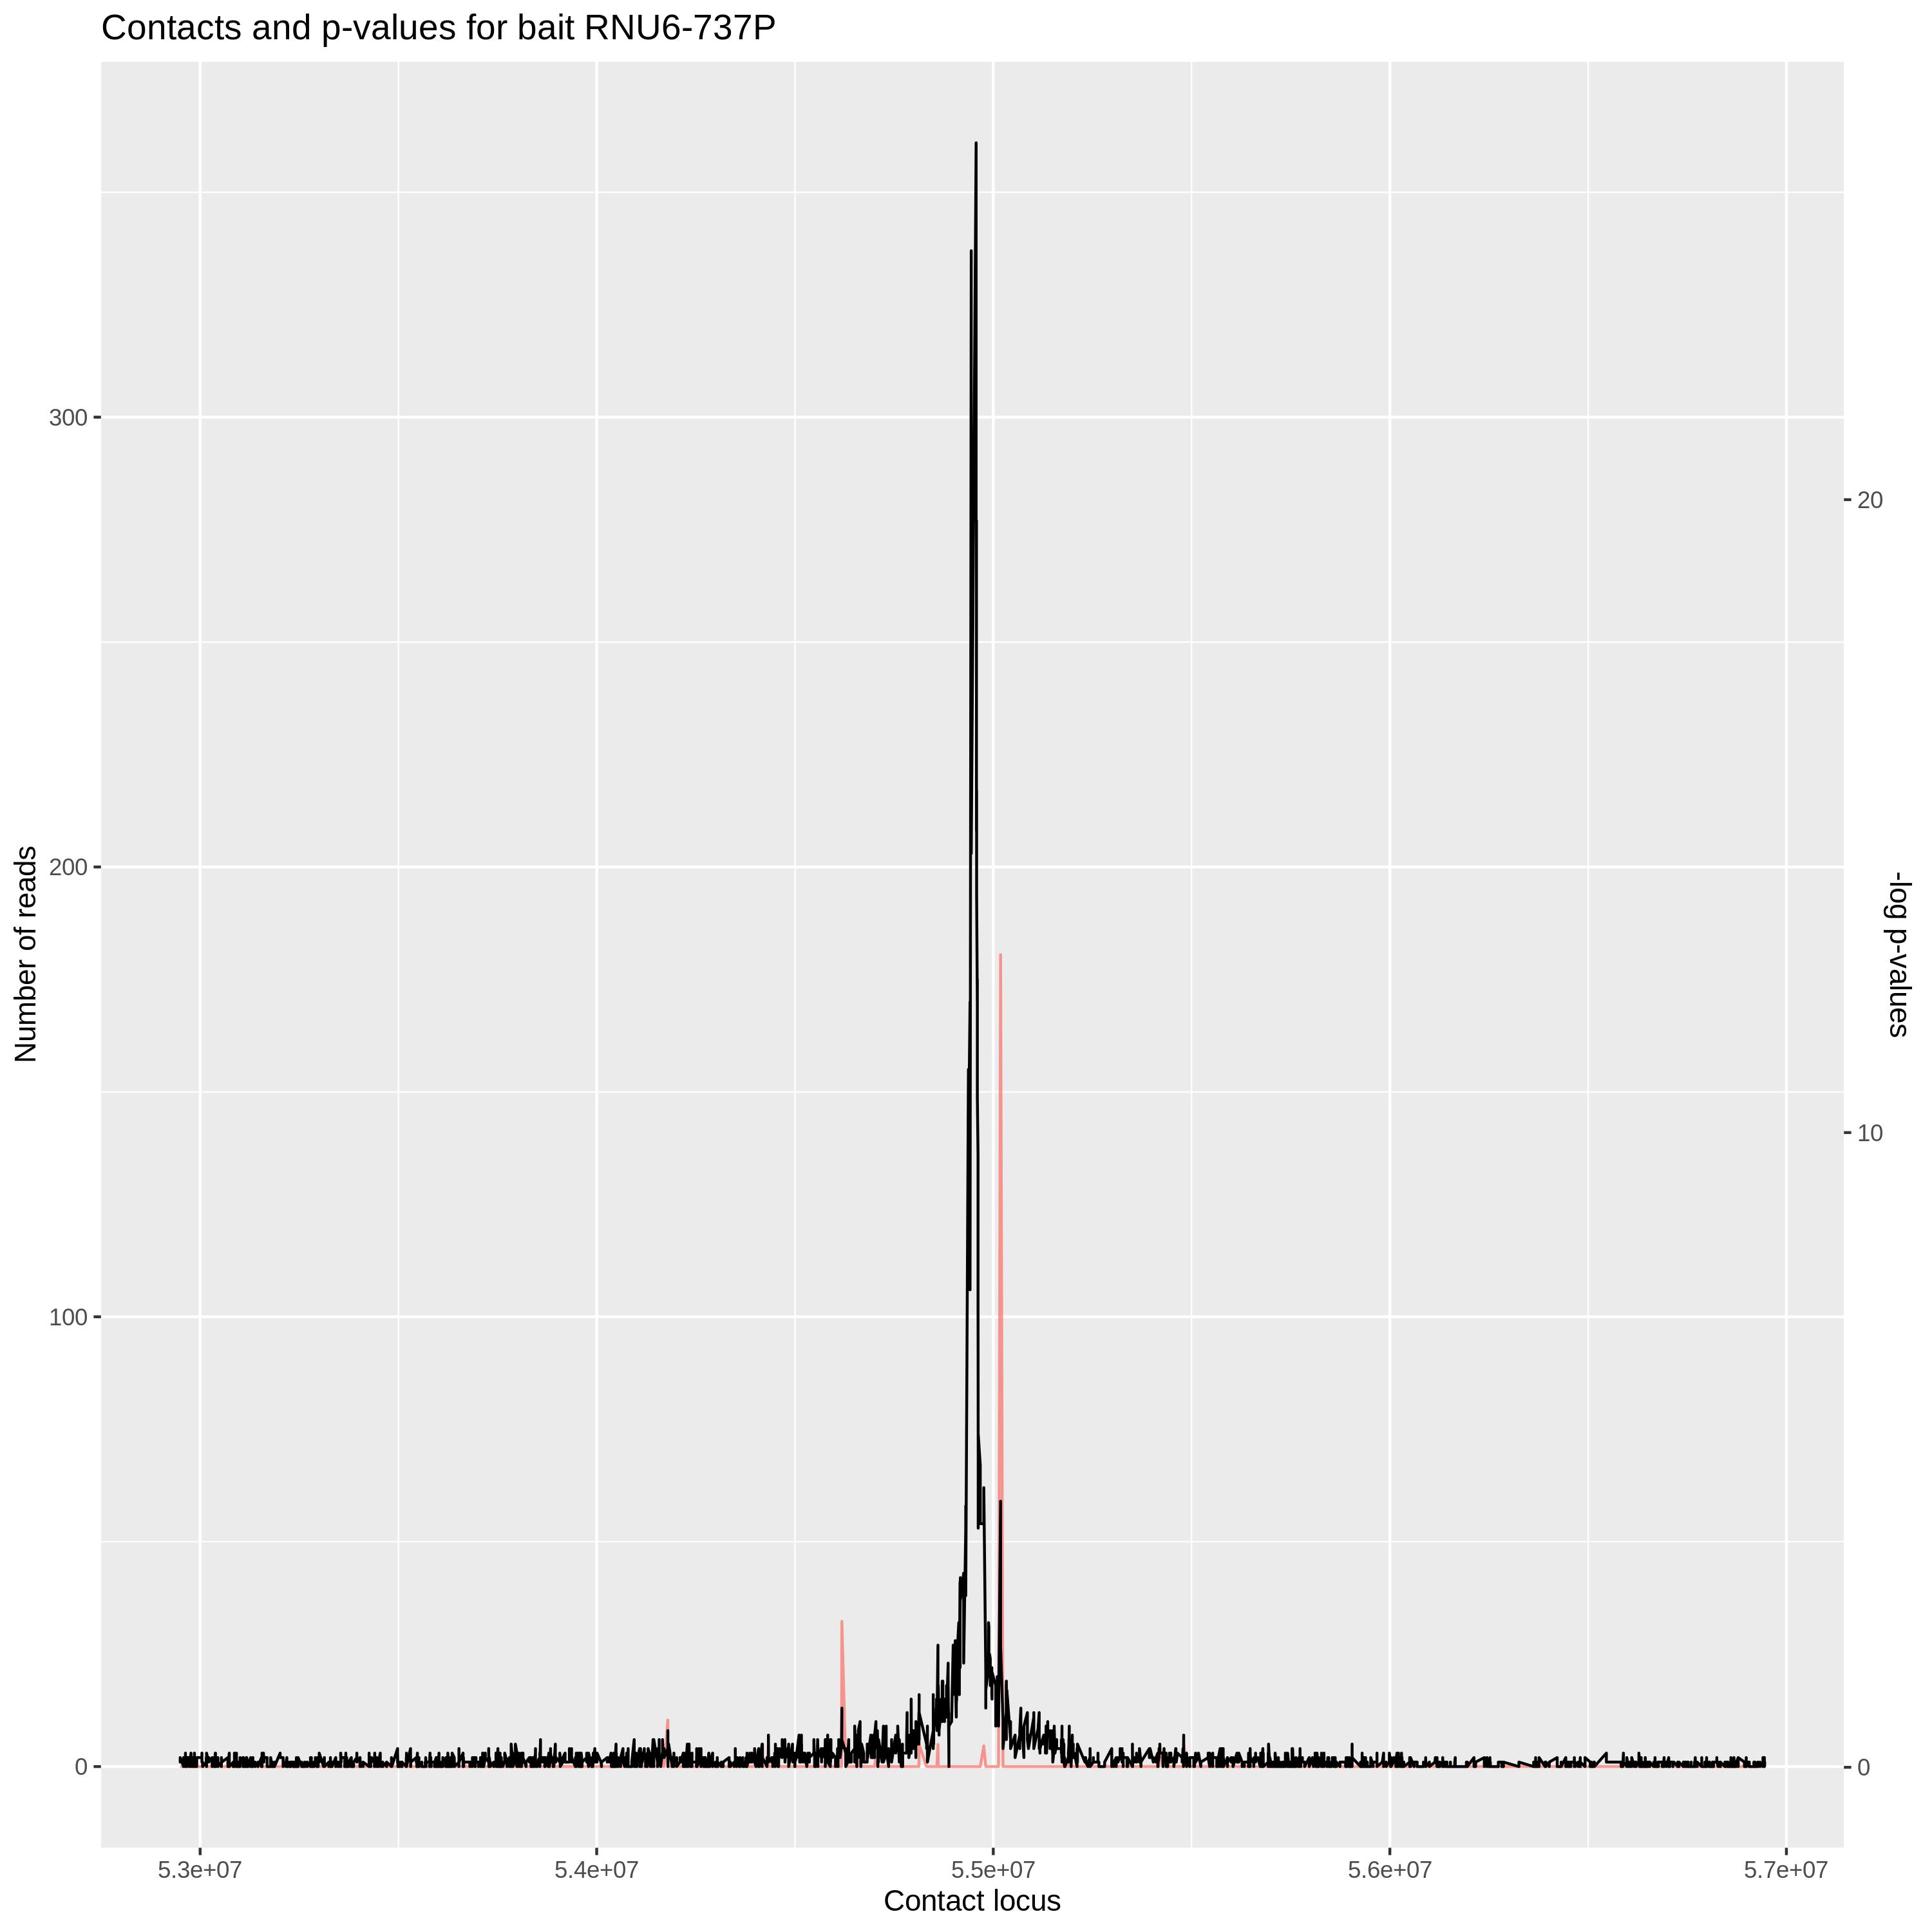 Contacts and p-values for bait RNU6-737P
Number of reads
300
200
100
0
20
10
0
-log p-values
5.3e+07
5.4e+07
5.5e+07
5.6e+07
5.7e+07
Contact locus